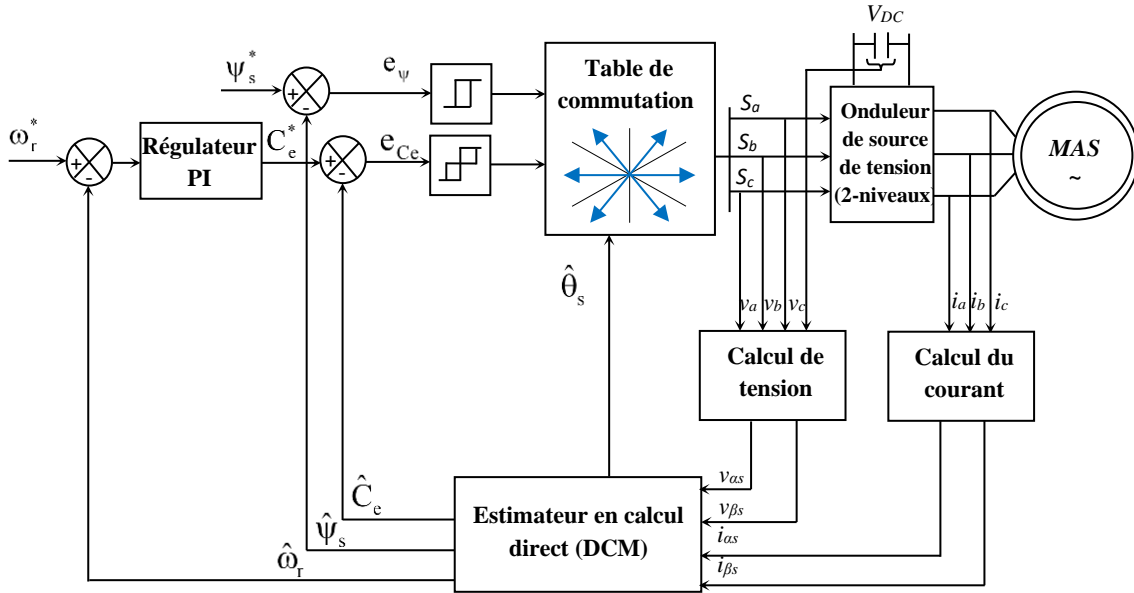 V_DC
ψ_s^*
e_ψ
Table de
commutation
S_a
S_b
S_c
Onduleur
de source
de tension
(2-niveaux)
MAS
~
ω_r^*
+
-
Régulateur
PI
C_e^*
+
-
+
-
e_Ce
θ̂_s
v_a v_b v_c
i_a i_b i_c
Calcul de
tension
Calcul du
courant
Ĉ_e
ψ̂_s
ω̂_r
Estimateur en calcul
direct (DCM)
v_αs
v_βs
i_αs
i_βs